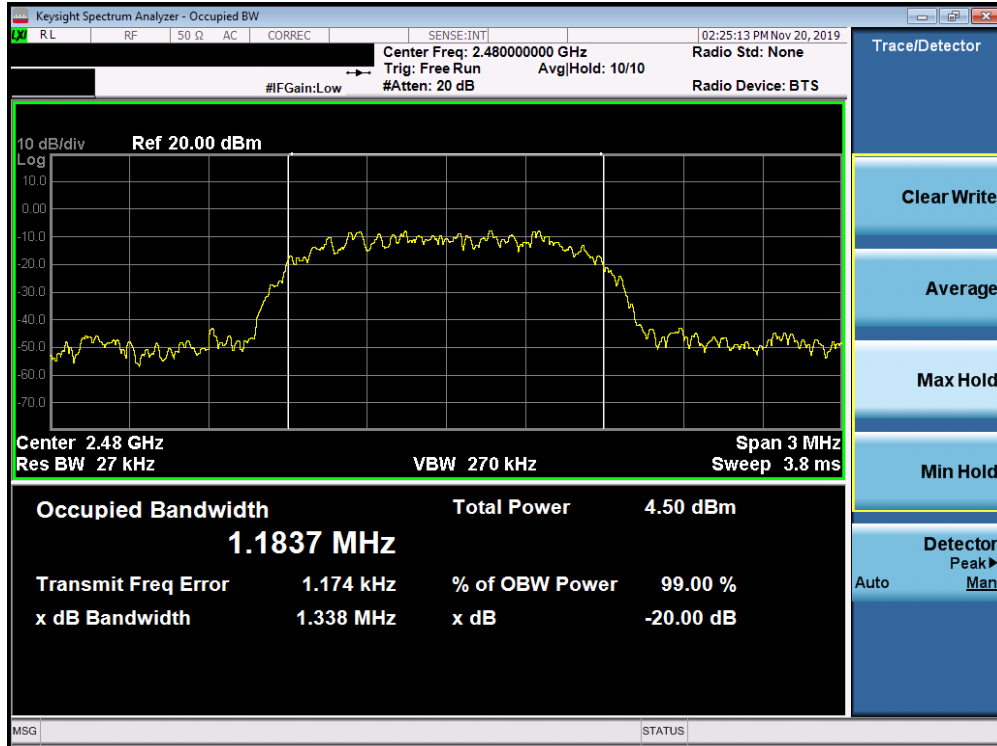 Keysight Spectrum Analyzer - Occupied BW
LXI RL RF 50 Ω AC CORREC SENSE:INT 02:25:13 PM Nov 20, 2019
Center Freq: 2.480000000 GHz Radio Std: None
Trig: Free Run Avg|Hold: 10/10
#IFGain:Low #Atten: 20 dB Radio Device: BTS
10 dB/div Ref 20.00 dBm
Log
10.0
0.00
-10.0
-20.0
-30.0
-40.0
-50.0
-60.0
-70.0
Center 2.48 GHz Span 3 MHz
Res BW 27 kHz VBW 270 kHz Sweep 3.8 ms
Occupied Bandwidth Total Power 4.50 dBm
1.1837 MHz
Transmit Freq Error 1.174 kHz % of OBW Power 99.00 %
x dB Bandwidth 1.338 MHz x dB -20.00 dB
MSG STATUS
Trace/Detector
Clear Write
Average
Max Hold
Min Hold
Detector
Peak▶
Auto Man